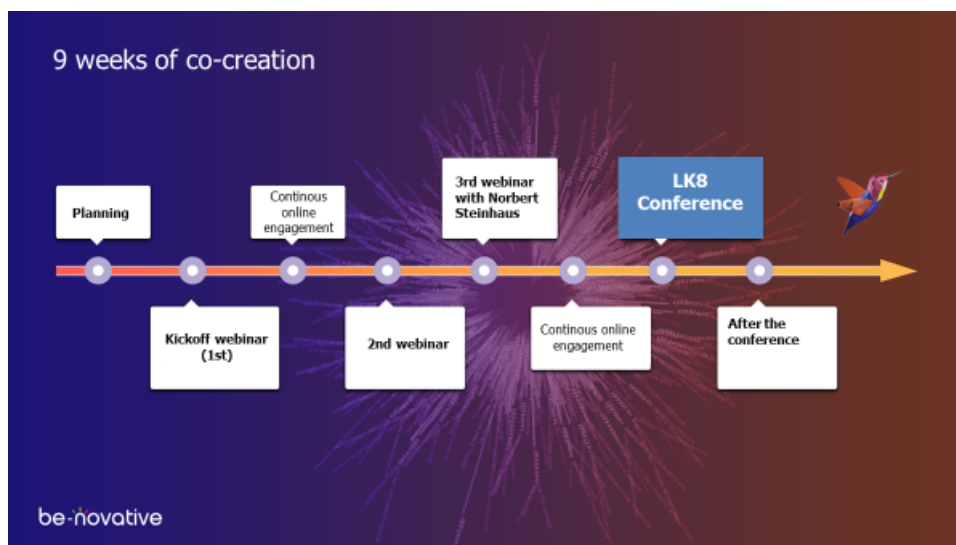 9 weeks of co-creation
Planning
Kickoff webinar
(1st)
Continous
online
engagement
2nd webinar
3rd webinar
with Norbert
Steinhaus
Continous online
engagement
LK8
Conference
After the
conference
be-novative